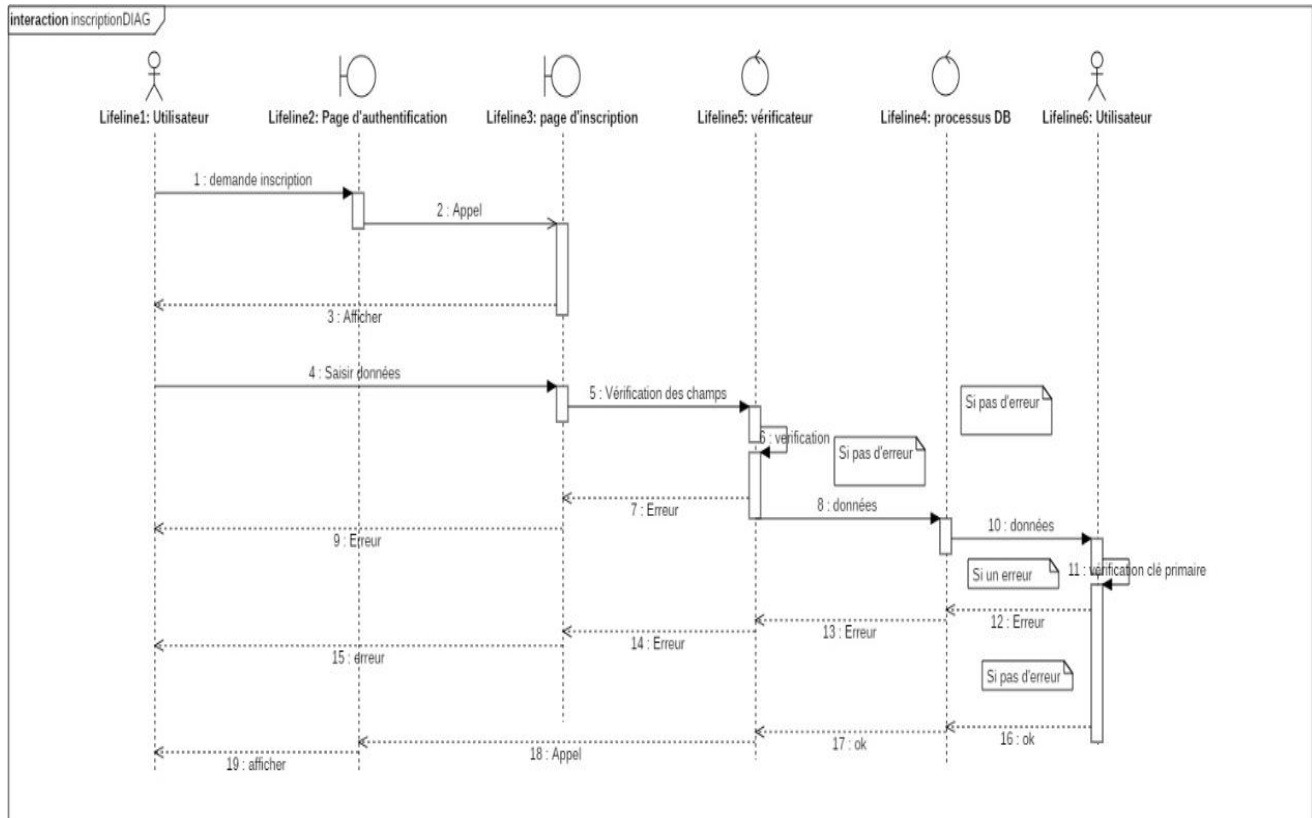 interaction inscriptionDIAG
Lifeline1: Utilisateur
Lifeline2: Page d'authentification
Lifeline3: page d'inscription
Lifeline5: vérificateur
Lifeline4: processus DB
Lifeline6: Utilisateur
1 : demande inscription
2 : Appel
3 : Afficher
4 : Saisir données
5 : Vérification des champs
Si pas d'erreur
6 : verification
Si pas d'erreur
7 : Erreur
8 : données
9 : Erreur
10 : données
Si un erreur
11 : vérification clé primaire
12 : Erreur
13 : Erreur
14 : Erreur
15 : erreur
Si pas d'erreur
16 : ok
17 : ok
18 : Appel
19 : afficher